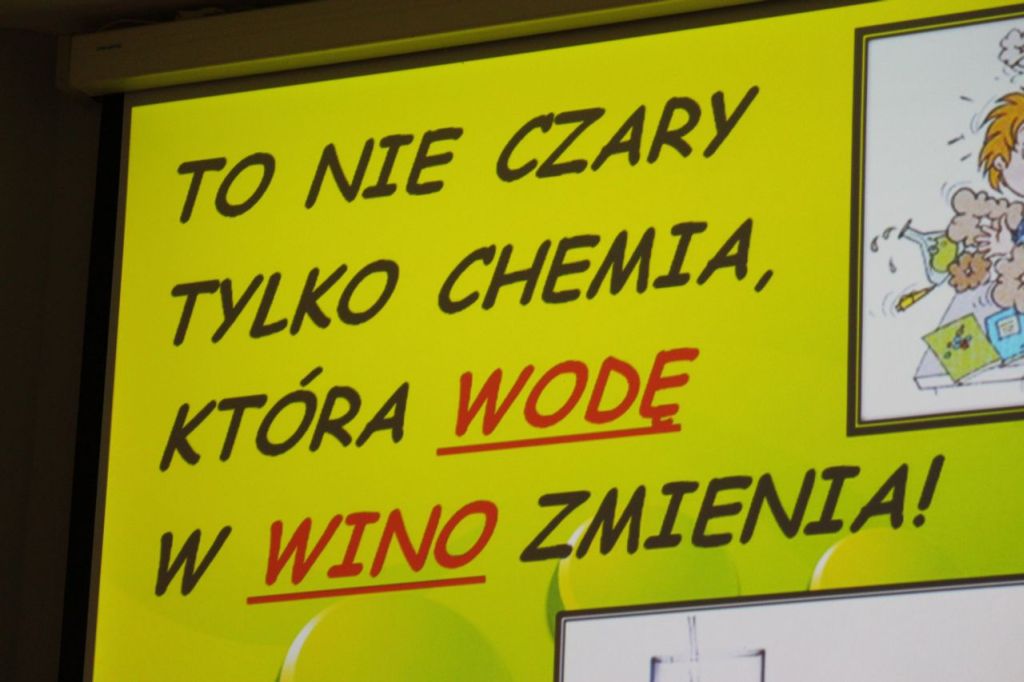 TO NIE CZARY
TYLKO CHEMIA,
KTÓRA WODĘ
W WINO ZMIENIA!